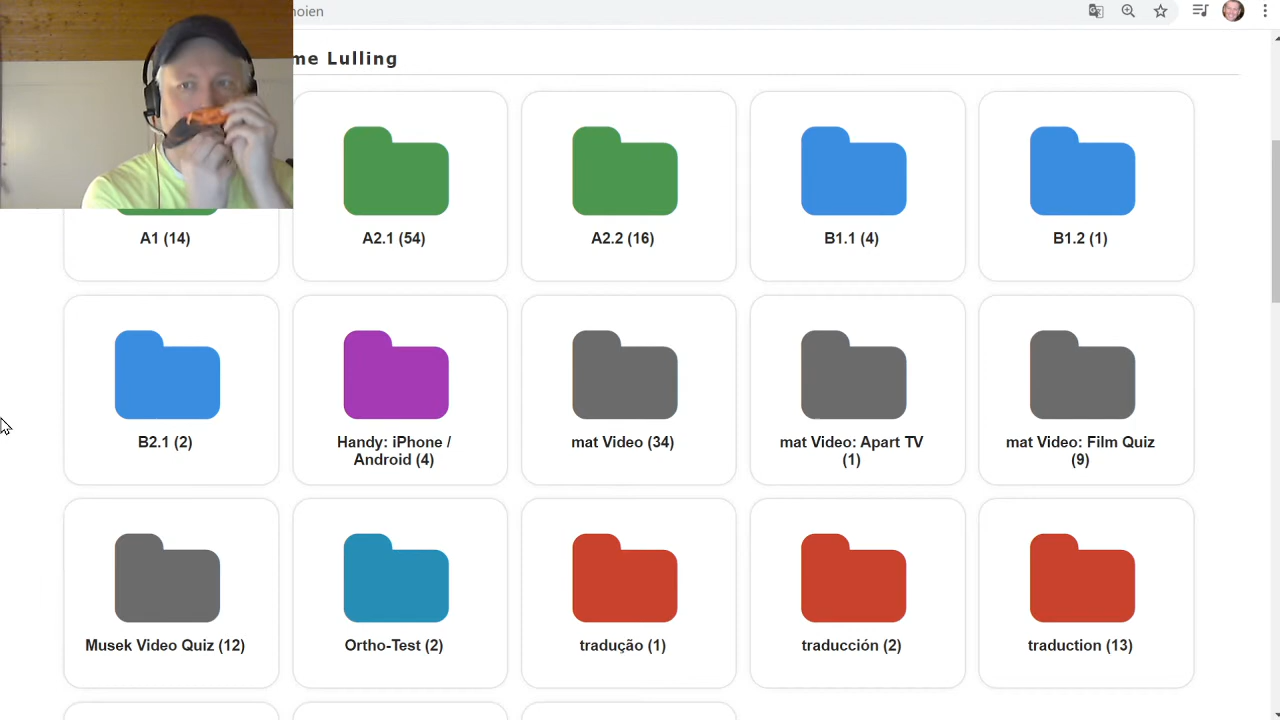 noien
me Lulling
A1 (14)
A2.1 (54)
A2.2 (16)
B1.1 (4)
B1.2 (1)
B2.1 (2)
Handy: iPhone /
Android (4)
mat Video (34)
mat Video: Apart TV
(1)
mat Video: Film Quiz
(9)
Musek Video Quiz (12)
Ortho-Test (2)
tradução (1)
traducción (2)
traduction (13)